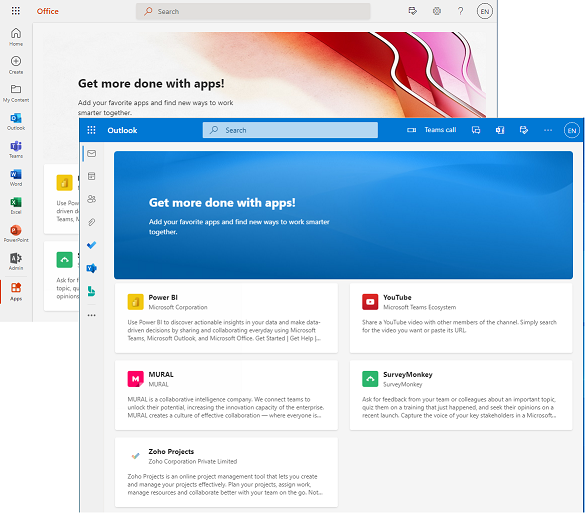 Office
Search
EN
Home
Create
My Content
Outlook
Teams
Word
Excel
PowerPoint
Admin
Apps
Get more done with apps!
Add your favorite apps and find new ways to work
smarter together.
Use Pow
driven de
Teams, M
Ask for f
topic, qu
opinions
Outlook
Search
Teams call
EN
Get more done with apps!
Add your favorite apps and find new ways to work smarter
together.
Power BI
Microsoft Corporation
Use Power BI to discover actionable insights in your data and make data-
driven decisions by sharing and collaborating everyday using Microsoft
Teams, Microsoft Outlook, and Microsoft Office. Get Started | Get Help |...
YouTube
Microsoft Teams Ecosystem
Share a YouTube video with other members of the channel. Simply search
for the video you want or paste its URL.
MURAL
MURAL
MURAL is a collaborative intelligence company. We connect teams to
unlock their potential, increasing the innovation capacity of the enterprise.
MURAL creates a culture of effective collaboration — where everyone is...
SurveyMonkey
SurveyMonkey
Ask for feedback from your team or colleagues about an important topic,
quiz them on a training that just happened, and seek their opinions on a
recent launch. Capture the voice of your key stakeholders in a Microsoft...
Zoho Projects
Zoho Corporation Private Limited
Zoho Projects is an online project management tool that lets you create
and manage your projects effectively. Plan your projects, assign work,
manage resources and collaborate better with your team on the go. Not...